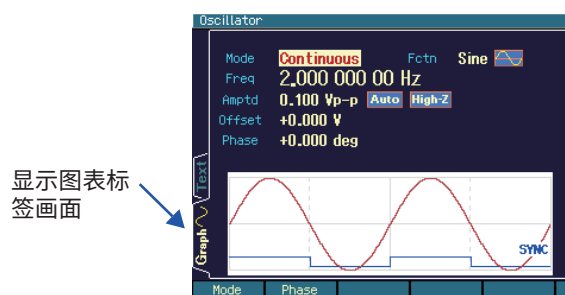 Oscillator
Mode Continuous Fctn Sine
Freq 2.000 000 00 Hz
Amptd 0.100 Vp-p Auto High-Z
Offset +0.000 V
Phase +0.000 deg
Text
显示图表标
签画面
Graph
SYNC
Mode Phase